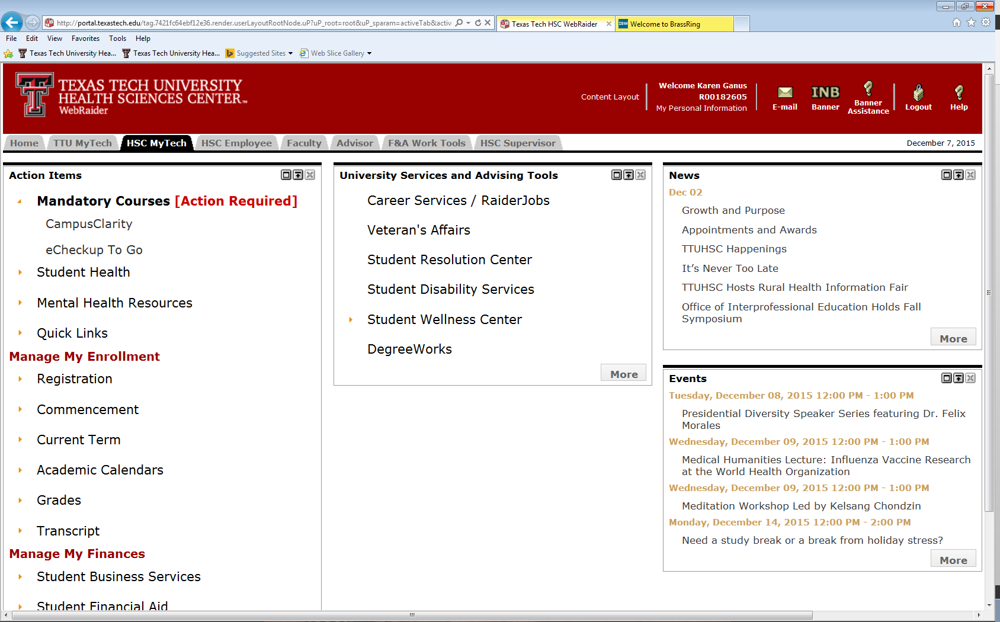 http://portal.texastech.edu/tag.7421fc64ebf12e36.render.userLayoutRootNode.uP?uP_root=root&uP_sparam=activeTab&activ
Texas Tech HSC WebRaider
IBM Welcome to BrassRing
File Edit View Favorites Tools Help
Texas Tech University Hea... Texas Tech University Hea... Suggested Sites Web Slice Gallery
TEXAS TECH UNIVERSITY
HEALTH SCIENCES CENTER™
WebRaider
Content Layout
Welcome Karen Ganus
R00182605
My Personal Information
E-mail
INB
Banner
Banner
Assistance
Logout
Help
Home TTU MyTech HSC MyTech HSC Employee Faculty Advisor F&A Work Tools HSC Supervisor
December 7, 2015
Action Items
Mandatory Courses [Action Required]
CampusClarity
eCheckup To Go
Student Health
Mental Health Resources
Quick Links
Manage My Enrollment
Registration
Commencement
Current Term
Academic Calendars
Grades
Transcript
Manage My Finances
Student Business Services
Student Financial Aid
University Services and Advising Tools
Career Services / RaiderJobs
Veteran's Affairs
Student Resolution Center
Student Disability Services
Student Wellness Center
DegreeWorks
More
News
Dec 02
Growth and Purpose
Appointments and Awards
TTUHSC Happenings
It’s Never Too Late
TTUHSC Hosts Rural Health Information Fair
Office of Interprofessional Education Holds Fall
Symposium
More
Events
Tuesday, December 08, 2015 12:00 PM - 1:00 PM
Presidential Diversity Speaker Series featuring Dr. Felix
Morales
Wednesday, December 09, 2015 12:00 PM - 1:00 PM
Medical Humanities Lecture: Influenza Vaccine Research
at the World Health Organization
Wednesday, December 09, 2015 12:00 PM - 1:00 PM
Meditation Workshop Led by Kelsang Chondzin
Monday, December 14, 2015 12:00 PM - 2:00 PM
Need a study break or a break from holiday stress?
More